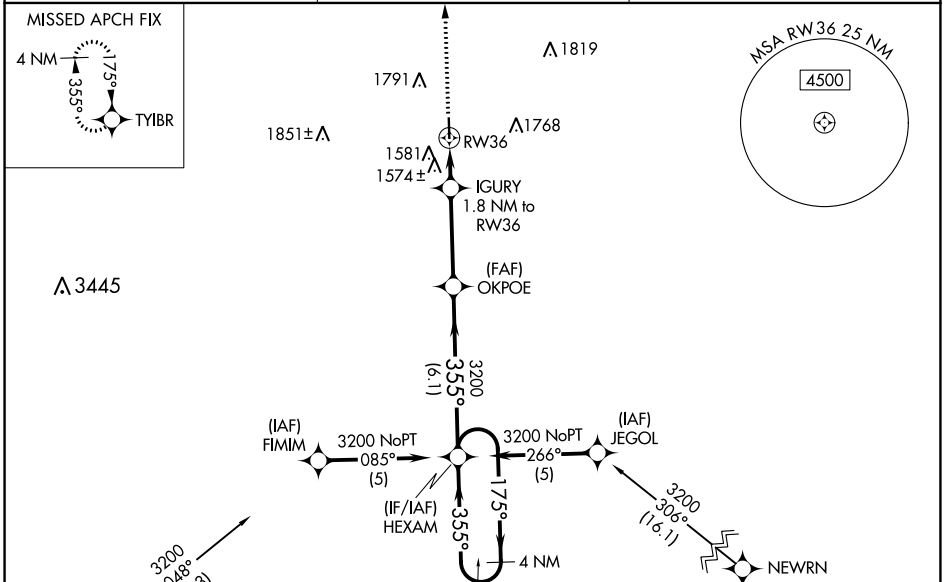 MISSED APCH FIX
4 NM
175°
355°
TYIBR
1819
1791
1851±
1768
RW36
1581
1574±
IGURY
1.8 NM to
RW36
MSA RW36 25 NM
4500
3445
(FAF)
OKPOE
3200
355°
(6.1)
(IAF)
FIMIM
3200 NoPT
085°
(5)
(IF/IAF)
HEXAM
3200 NoPT
266°
(5)
(IAF)
JEGOL
175°
355°
4 NM
3200
306°
(16.1)
NEWRN
3200
048°